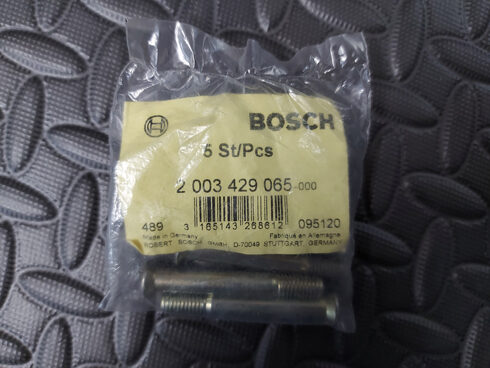 BOSCH
5 St/Pcs
2 003 429 065-000
489 3 165143 268612 095120
Made in Germany Fabriqué en Allemagne
ROBERT BOSCH GMBH, D-70049 STUTTGART, GERMANY